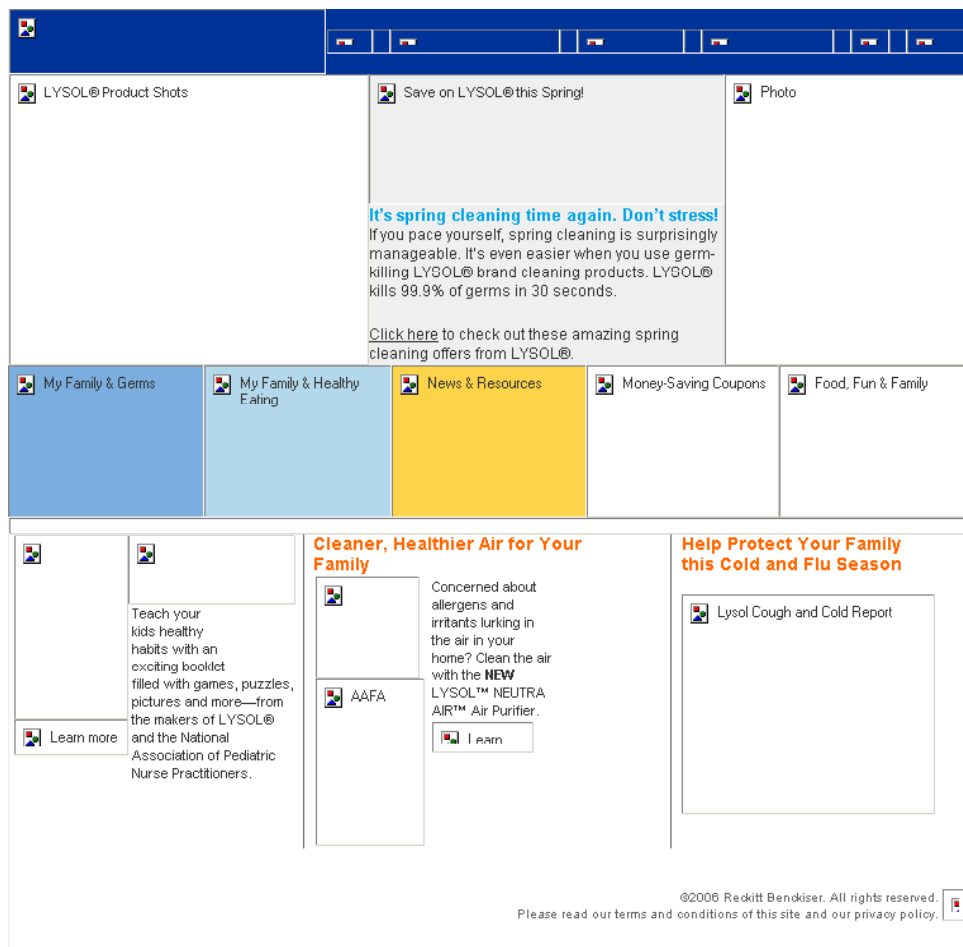 LYSOL® Product Shots
Save on LYSOL® this Spring!
Photo
It's spring cleaning time again. Don't stress!
If you pace yourself, spring cleaning is surprisingly
manageable. It's even easier when you use germ-
killing LYSOL® brand cleaning products. LYSOL®
kills 99.9% of germs in 30 seconds.
Click here to check out these amazing spring
cleaning offers from LYSOL®.
My Family & Germs
My Family & Healthy
Eating
News & Resources
Money-Saving Coupons
Food, Fun & Family
Teach your
kids healthy
habits with an
exciting booklet
filled with games, puzzles,
pictures and more—from
the makers of LYSOL®
and the National
Association of Pediatric
Nurse Practitioners.
Learn more
Cleaner, Healthier Air for Your
Family
Concerned about
allergens and
irritants lurking in
the air in your
home? Clean the air
with the NEW
LYSOL™ NEUTRA
AIR™ Air Purifier.
AAFA
Learn
Help Protect Your Family
this Cold and Flu Season
Lysol Cough and Cold Report
©2006 Reckitt Benckiser. All rights reserved.
Please read our terms and conditions of this site and our privacy policy.